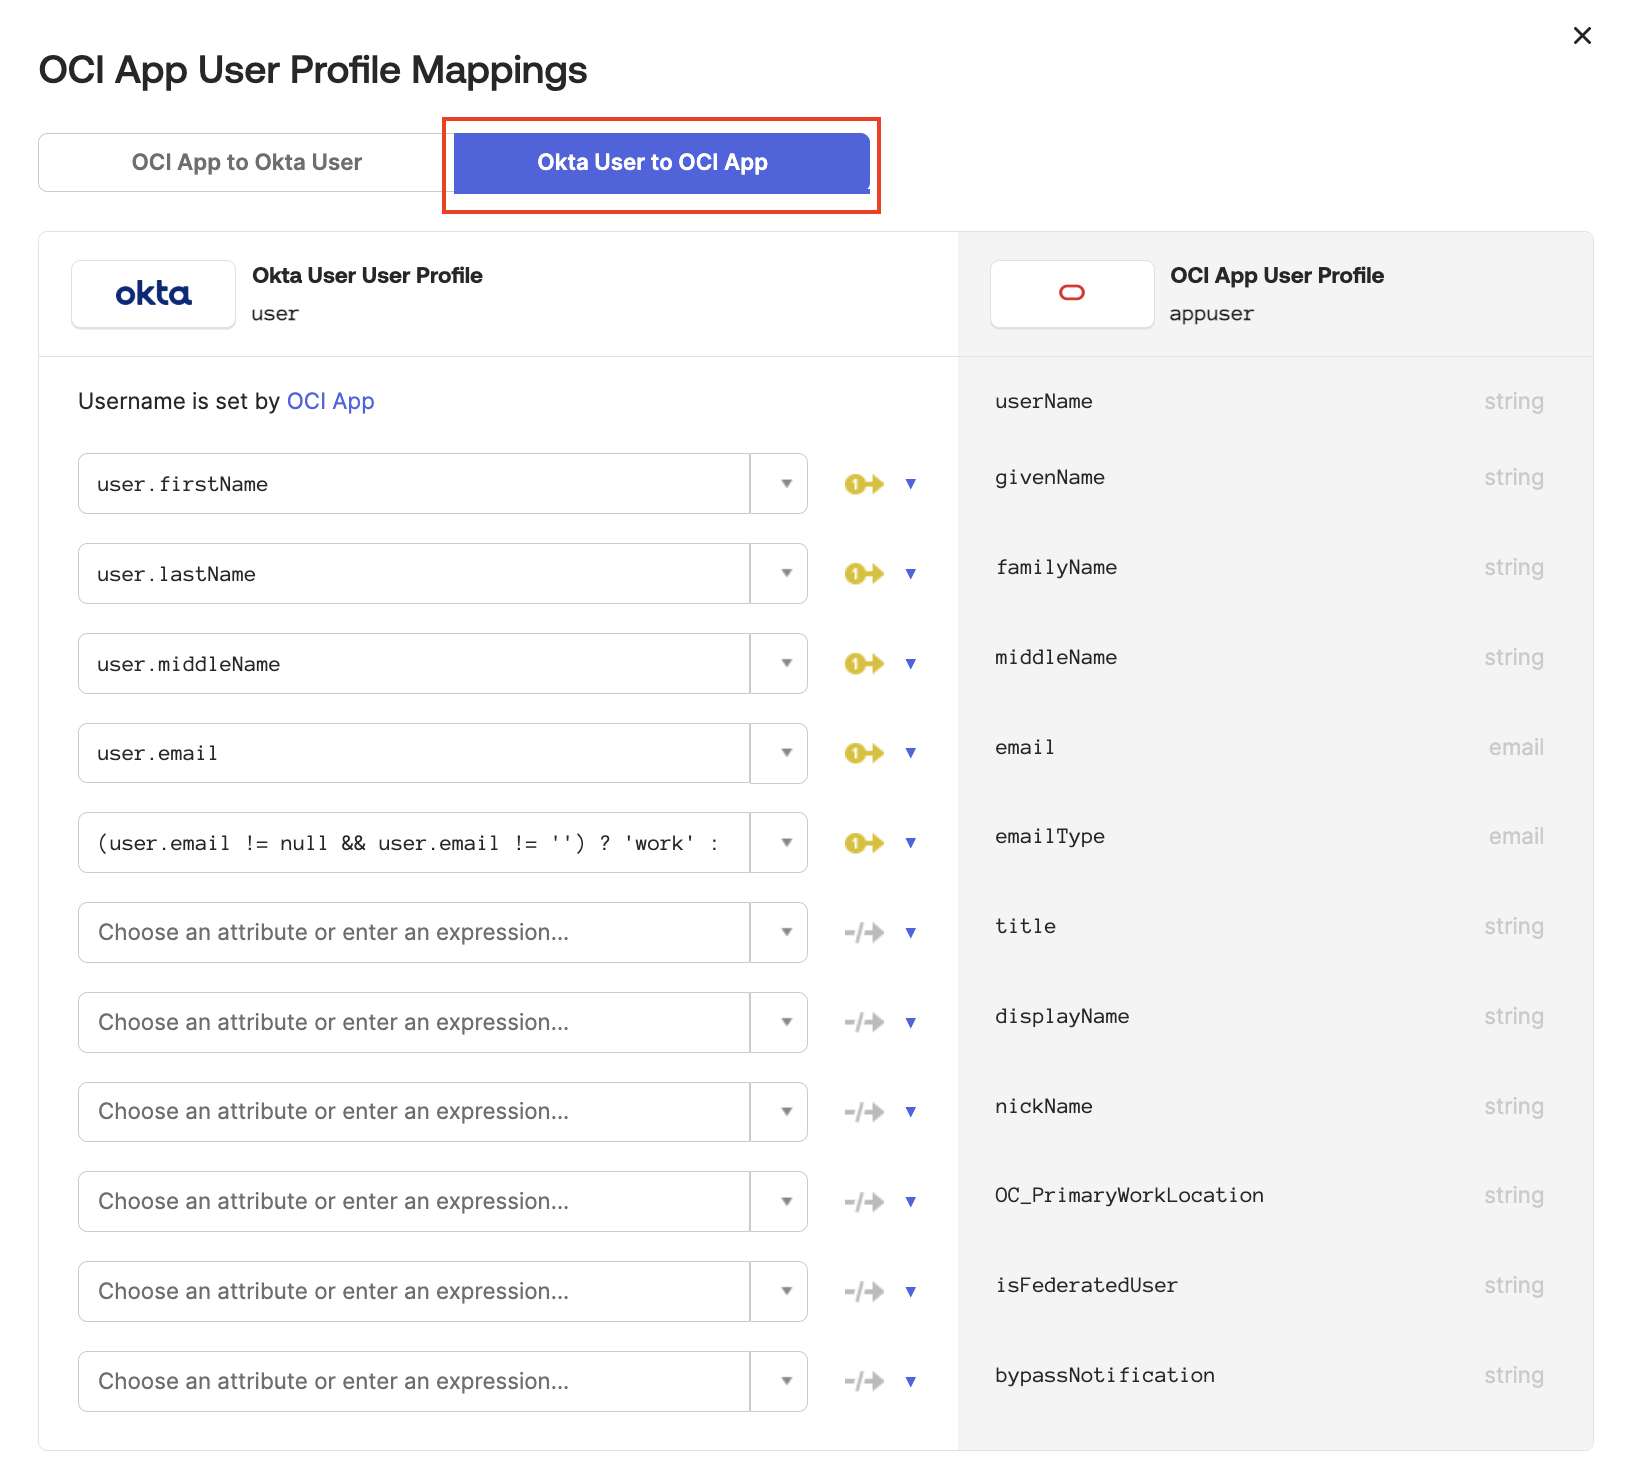 OCI App User Profile Mappings
OCI App to Okta User
Okta User to OCI App
okta
Okta User User Profile
user
OCI App User Profile
appuser
Username is set by OCI App
userName string
user.firstName
1
givenName string
user.lastName
1
familyName string
user.middleName
1
middleName string
user.email
1
email email
(user.email != null && user.email != '') ? 'work' :
1
emailType email
Choose an attribute or enter an expression...
title string
Choose an attribute or enter an expression...
displayName string
Choose an attribute or enter an expression...
nickName string
Choose an attribute or enter an expression...
OC_PrimaryWorkLocation string
Choose an attribute or enter an expression...
isFederatedUser string
Choose an attribute or enter an expression...
bypassNotification string